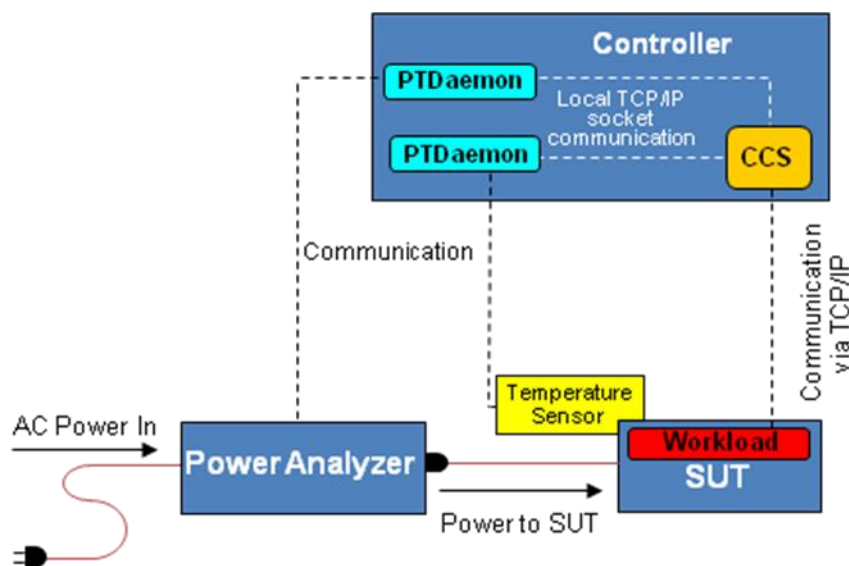 Controller
PTDaemon
Local TCP/IP
socket
communication
PTDaemon
CCS
Communication
Communication
via TCP/IP
Temperature
Sensor
AC Power In
Power Analyzer
Workload
SUT
Power to SUT